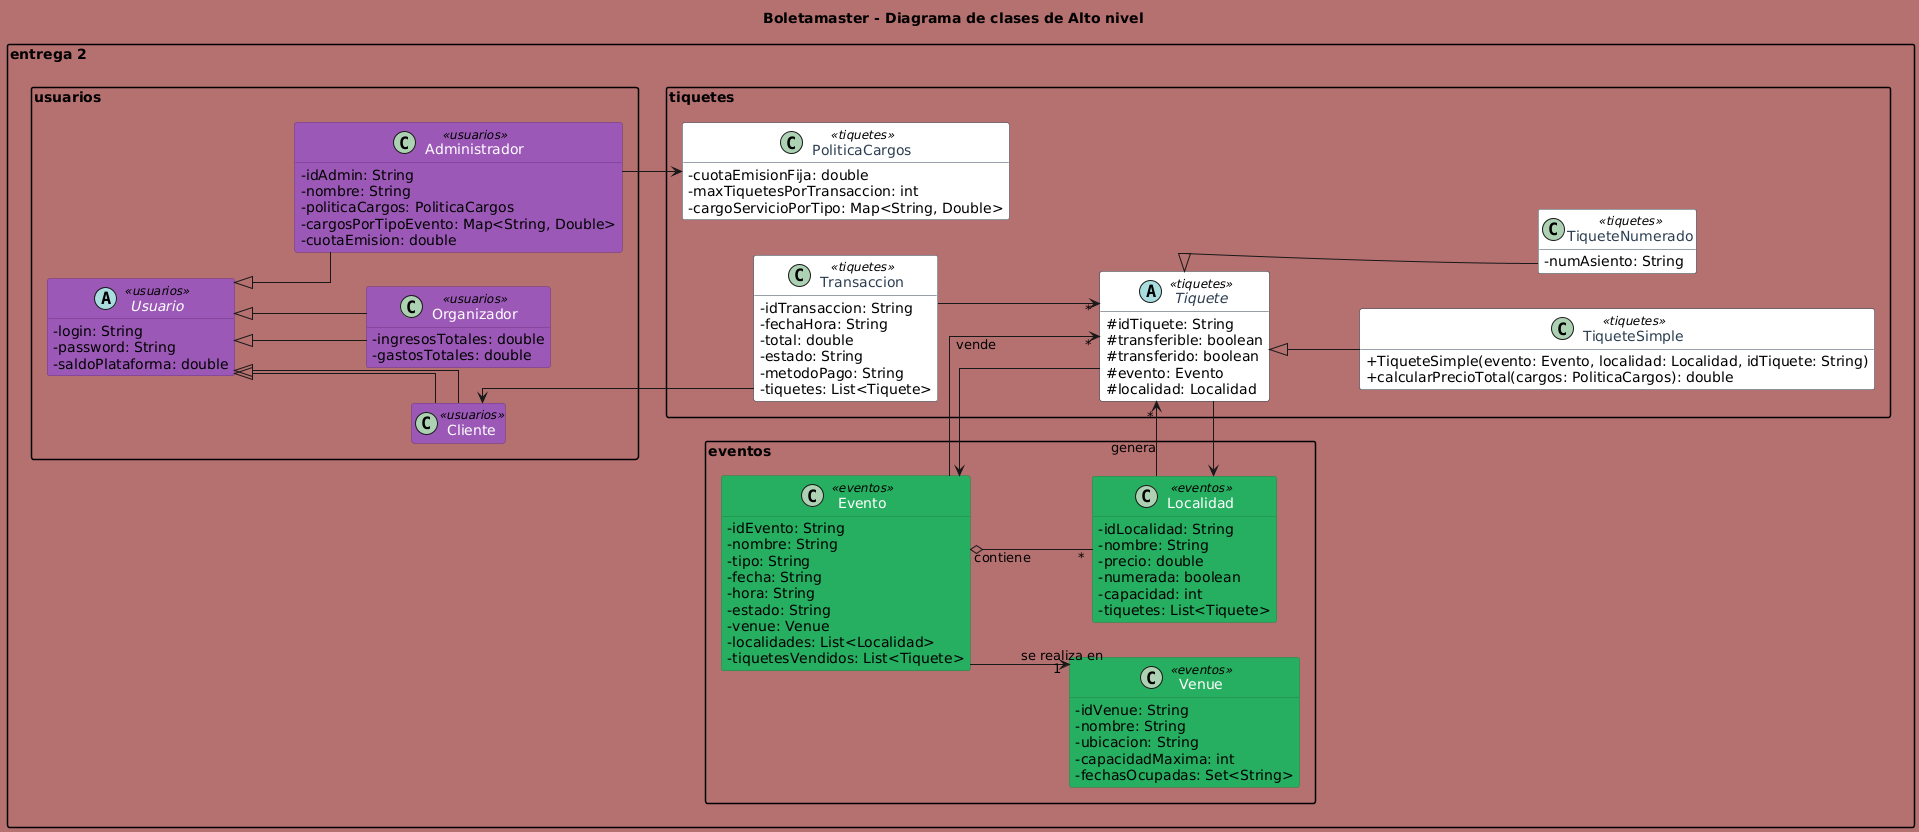 Boletamaster - Diagrama de clases de Alto nivel
entrega 2
usuarios
«usuarios»
C Administrador
-idAdmin: String
-nombre: String
-politicaCargos: PoliticaCargos
-cargosPorTipoEvento: Map<String, Double>
-cuotaEmision: double
«usuarios»
A Usuario
-login: String
-password: String
-saldoPlataforma: double
«usuarios»
C Organizador
-ingresosTotales: double
-gastosTotales: double
«usuarios»
C Cliente
tiquetes
«tiquetes»
C PoliticaCargos
-cuotaEmisionFija: double
-maxTiquetesPorTransaccion: int
-cargoServicioPorTipo: Map<String, Double>
«tiquetes»
C Transaccion
-idTransaccion: String
-fechaHora: String
-total: double
-estado: String
-metodoPago: String
-tiquetes: List<Tiquete>
*
vende
*
«tiquetes»
A Tiquete
#idTiquete: String
#transferible: boolean
#transferido: boolean
#evento: Evento
#localidad: Localidad
«tiquetes»
C TiqueteNumerado
-numAsiento: String
«tiquetes»
C TiqueteSimple
+TiqueteSimple(evento: Evento, localidad: Localidad, idTiquete: String)
+calcularPrecioTotal(cargos: PoliticaCargos): double
*
genera
eventos
«eventos»
C Evento
-idEvento: String
-nombre: String
-tipo: String
-fecha: String
-hora: String
-estado: String
-venue: Venue
-localidades: List<Localidad>
-tiquetesVendidos: List<Tiquete>
contiene
*
«eventos»
C Localidad
-idLocalidad: String
-nombre: String
-precio: double
-numerada: boolean
-capacidad: int
-tiquetes: List<Tiquete>
se realiza en
1
«eventos»
C Venue
-idVenue: String
-nombre: String
-ubicacion: String
-capacidadMaxima: int
-fechasOcupadas: Set<String>